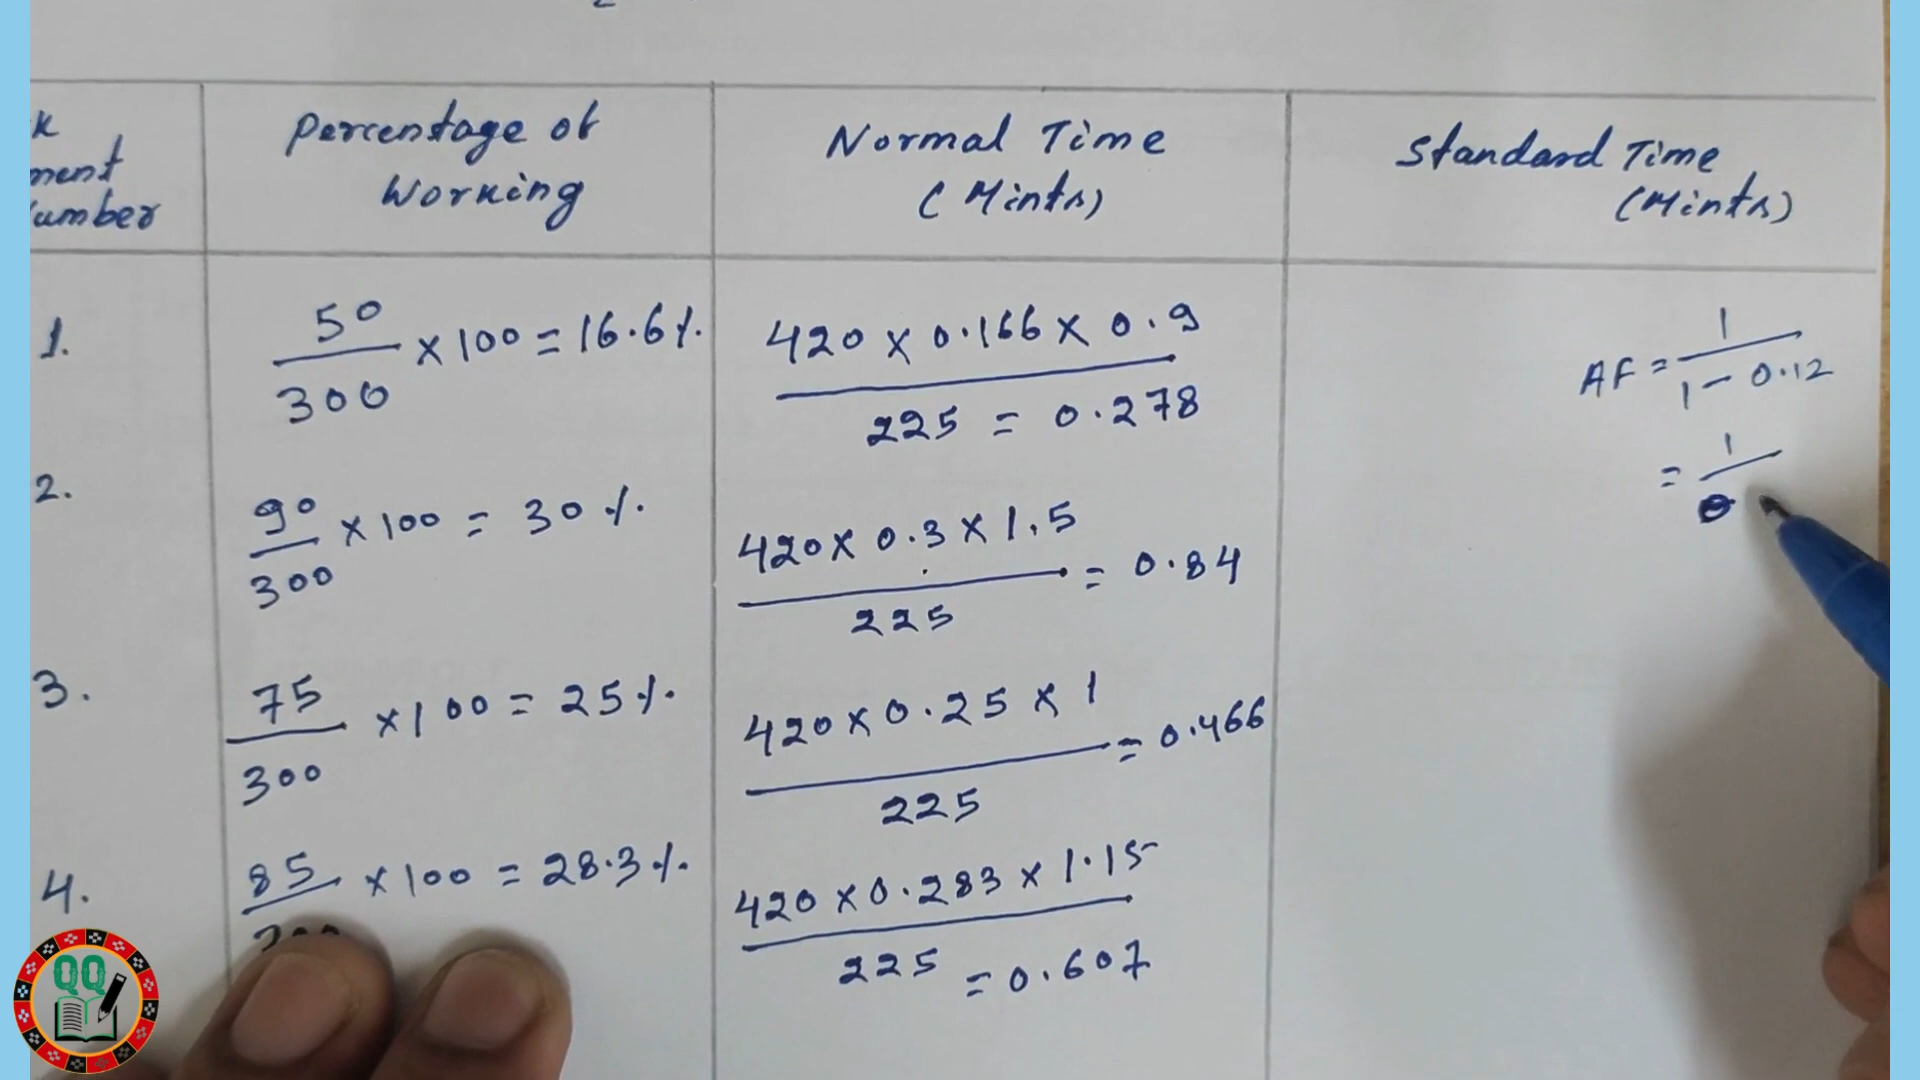 k
ment
umber
Percentage of
Working
Normal Time
(Mints)
Standard Time
(Mints)
1.
50
300
× 100 = 16.6%.
420 × 0.166 × 0.9
225 = 0.278
AF = 1
1 - 0.12
= 1
0
2.
90
300
× 100 = 30%.
420 × 0.3 × 1.5
225
= 0.84
3.
75
300
× 100 = 25%.
420 × 0.25 × 1
225
= 0.466
4.
85
300
× 100 = 28.3%.
420 × 0.283 × 1.15
225 = 0.607
QQ